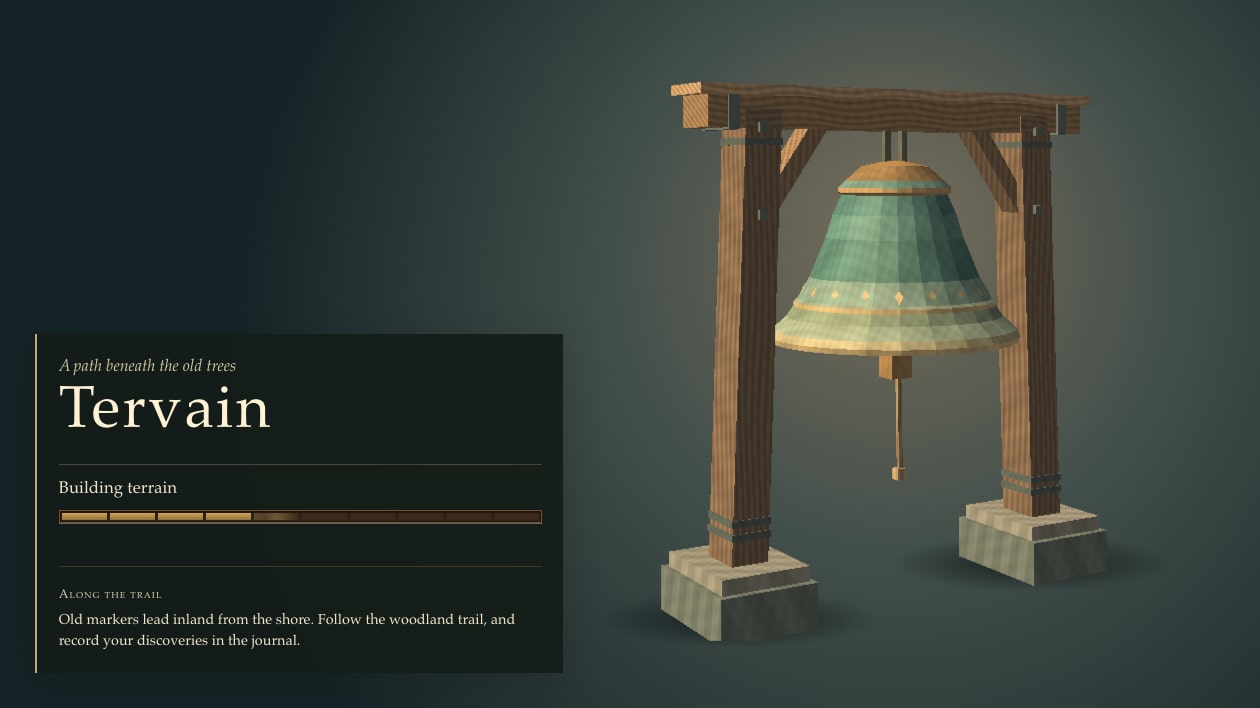 A path beneath the old trees
Tervain
Building terrain
Along the trail
Old markers lead inland from the shore. Follow the woodland trail, and
record your discoveries in the journal.